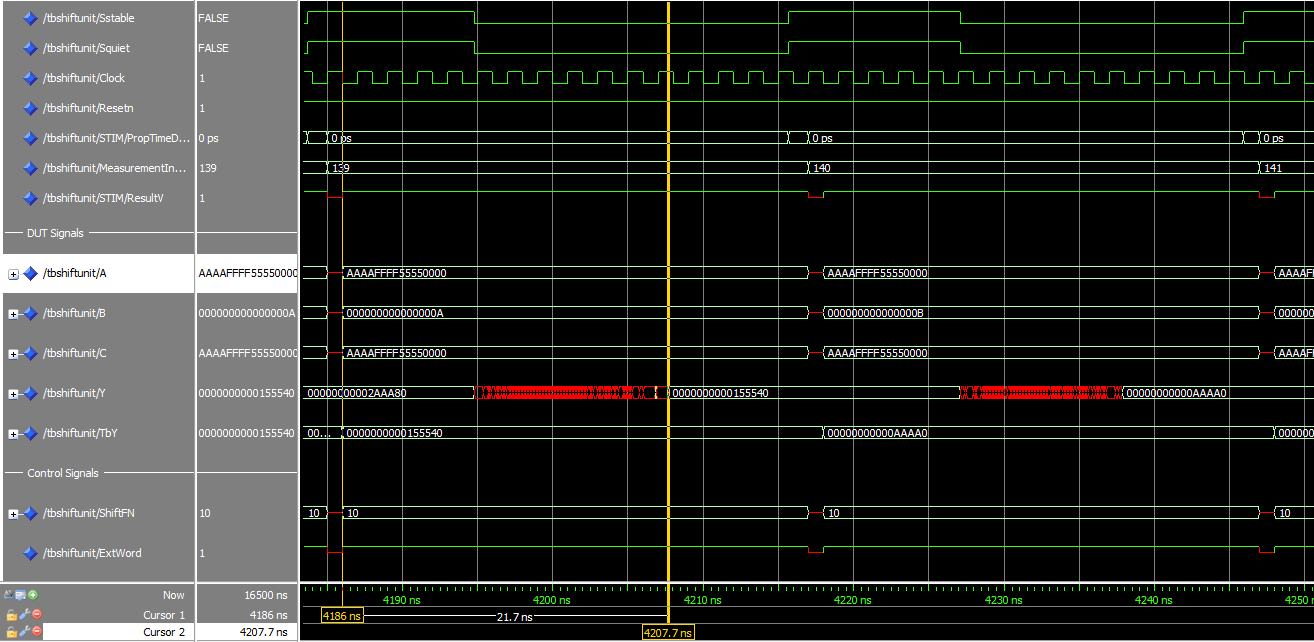 /tbshiftunit/Sstable FALSE
/tbshiftunit/Squiet FALSE
/tbshiftunit/Clock 1
/tbshiftunit/Resetn 1
/tbshiftunit/STIM/PropTimeD... 0 ps 0 ps 0 ps 0 ps
/tbshiftunit/MeasurementIn... 139 139 140 141
/tbshiftunit/STIM/ResultV 1
DUT Signals
/tbshiftunit/A AAAAFFFF55550000 AAAAFFFF55550000 AAAAFFFF55550000 AAAAFF
/tbshiftunit/B 000000000000000A 000000000000000A 000000000000000B 000000
/tbshiftunit/C AAAAFFFF55550000 AAAAFFFF55550000 AAAAFFFF55550000 AAAAFF
/tbshiftunit/Y 0000000000155540 00000000002AAA80 0000000000155540 00000000000AAAA0
/tbshiftunit/TbY 0000000000155540 00... 0000000000155540 00000000000AAAA0 000000
Control Signals
/tbshiftunit/ShiftFN 10 10 10 10 10
/tbshiftunit/ExtWord 1
Now 16500 ns 4190 ns 4200 ns 4210 ns 4220 ns 4230 ns 4240 ns 4250
Cursor 1 4186 ns 4186 ns 21.7 ns
Cursor 2 4207.7 ns 4207.7 ns